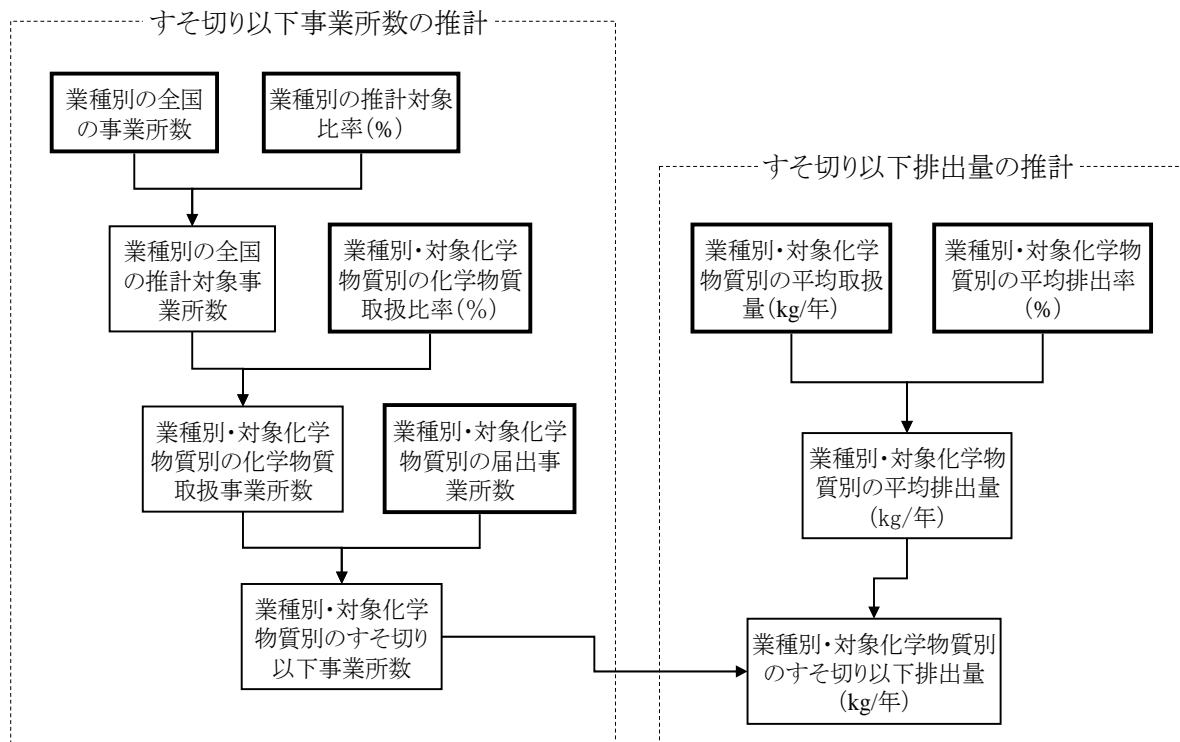 すそ切り以下事業所数の推計
業種別の全国
の事業所数
業種別の推計対象
比率(%)
業種別の全国
の推計対象事
業所数
業種別・対象化学
物質別の化学物質
取扱比率(%)
業種別・対象化学
物質別の化学物質
取扱事業所数
業種別・対象化学
物質別の届出事
業所数
業種別・対象化学
物質別のすそ切り
以下事業所数
すそ切り以下排出量の推計
業種別・対象化学
物質別の平均取扱
量(kg/年)
業種別・対象化学物
質別の平均排出率
(%)
業種別・対象化学物
質別の平均排出量
(kg/年)
業種別・対象化学物質別
のすそ切り以下排出量
(kg/年)